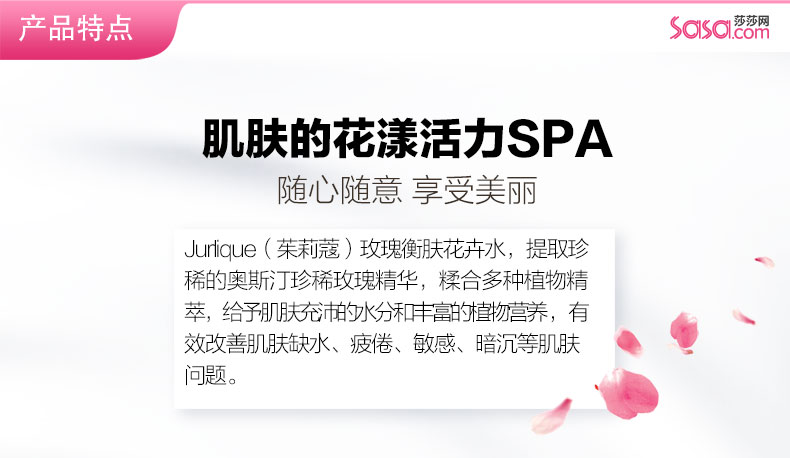 产品特点
sasa莎莎网.com
肌肤的花漾活力SPA
随心随意 享受美丽
Jurlique（茱莉蔻）玫瑰衡肤花卉水，提取珍
稀的奥斯汀珍稀玫瑰精华，糅合多种植物精
萃，给予肌肤充沛的水分和丰富的植物营养，有
效改善肌肤缺水、疲倦、敏感、暗沉等肌肤
问题。